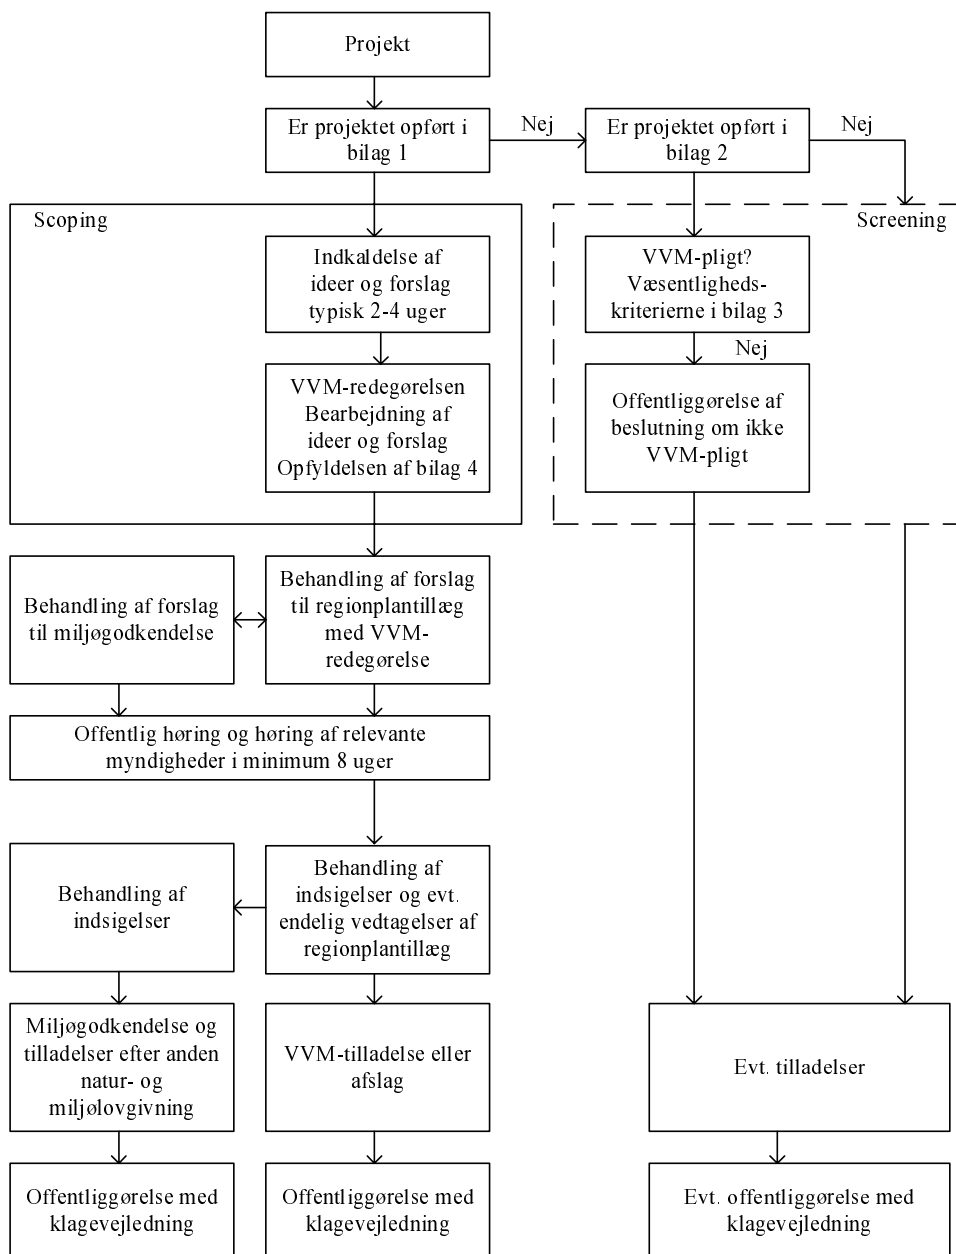 Projekt
Er projektet opført i
bilag 1
Nej
Er projektet opført i
bilag 2
Nej
Scoping
Screening
Indkaldelse af
ideer og forslag
typisk 2-4 uger
VVM-pligt?
Væsentligheds-
kriterierne i bilag 3
Nej
VVM-redegørelsen
Bearbejdning af
ideer og forslag
Opfyldelsen af bilag 4
Offentliggørelse af
beslutning om ikke
VVM-pligt
Behandling af forslag
til miljøgodkendelse
Behandling af forslag
til regionplantillæg
med VVM-
redegørelse
Offentlig høring og høring af relevante
myndigheder i minimum 8 uger
Behandling af
indsigelser
Behandling af
indsigelser og evt.
endelig vedtagelser af
regionplantillæg
Miljøgodkendelse og
tilladelser efter anden
natur- og
miljølovgivning
VVM-tilladelse eller
afslag
Evt. tilladelser
Offentliggørelse med
klagevejledning
Offentliggørelse med
klagevejledning
Evt. offentliggørelse med
klagevejledning